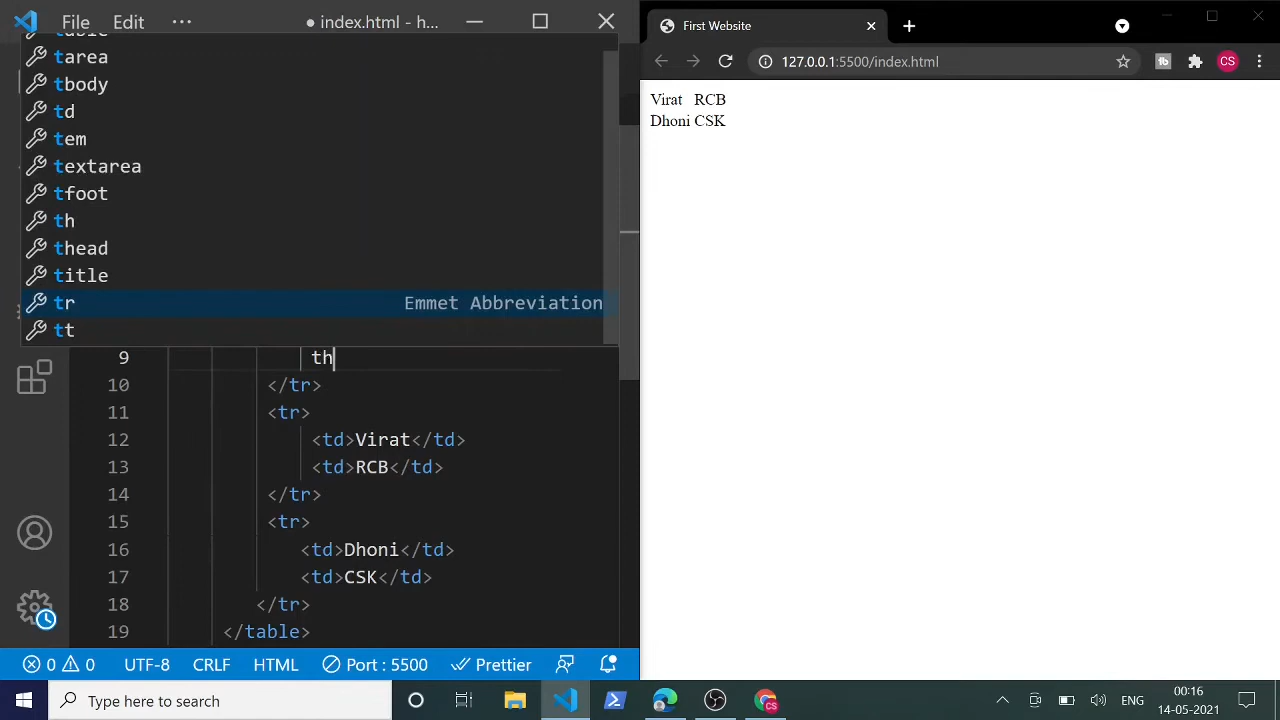 File Edit ··· ● index.html - h...
tarea
tbody
td
tem
textarea
tfoot
th
thead
title
tr Emmet Abbreviation
tt
9 th
10 </tr>
11 <tr>
12 <td>Virat</td>
13 <td>RCB</td>
14 </tr>
15 <tr>
16 <td>Dhoni</td>
17 <td>CSK</td>
18 </tr>
19 </table>
0 0 UTF-8 CRLF HTML Port : 5500 Prettier
First Website
127.0.0.1:5500/index.html tb CS
Virat RCB
Dhoni CSK
Type here to search
CS
ENG
00:16
14-05-2021